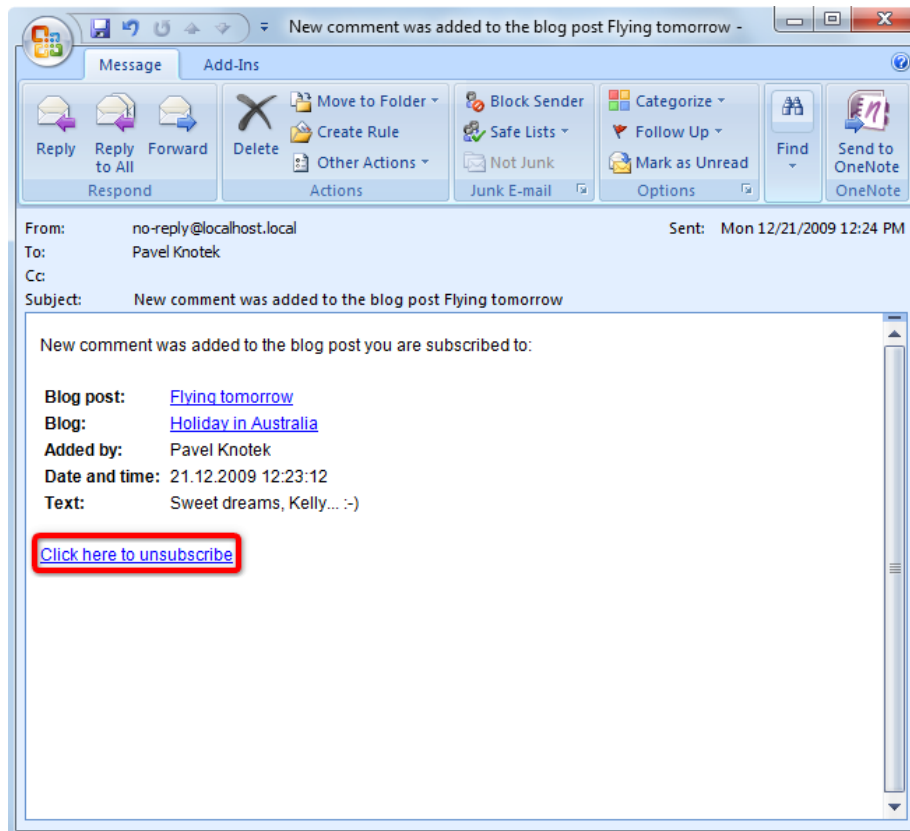 New comment was added to the blog post Flying tomorrow -
Message Add-Ins
Reply
Reply to All
Forward
Respond
Delete
Move to Folder
Create Rule
Other Actions
Actions
Block Sender
Safe Lists
Not Junk
Junk E-mail
Categorize
Follow Up
Mark as Unread
Options
Find
Send to OneNote
OneNote
From: no-reply@localhost.local Sent: Mon 12/21/2009 12:24 PM
To: Pavel Knotek
Cc:
Subject: New comment was added to the blog post Flying tomorrow
New comment was added to the blog post you are subscribed to:
Blog post: Flying tomorrow
Blog: Holiday in Australia
Added by: Pavel Knotek
Date and time: 21.12.2009 12:23:12
Text: Sweet dreams, Kelly... :-)
Click here to unsubscribe